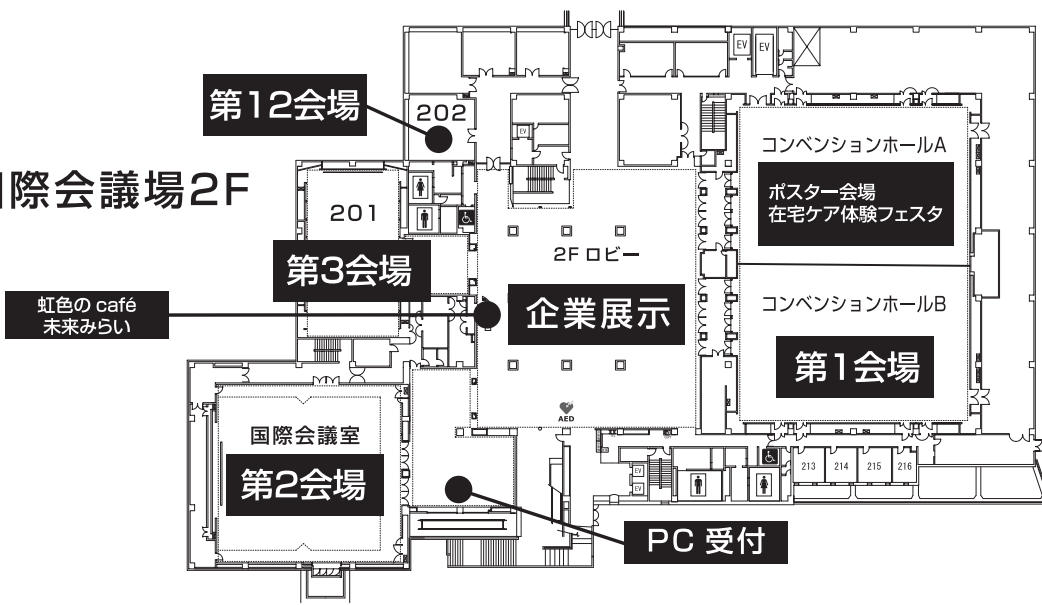 第12会場
202
際会議場2F
201
第3会場
虹色の café
未来みらい
国際会議室
第2会場
EV
EV
EV
2F ロビー
企業展示
AED
コンベンションホールA
ポスター会場
在宅ケア体験フェスタ
コンベンションホールB
第1会場
213
214
215
216
EV
EV
PC 受付